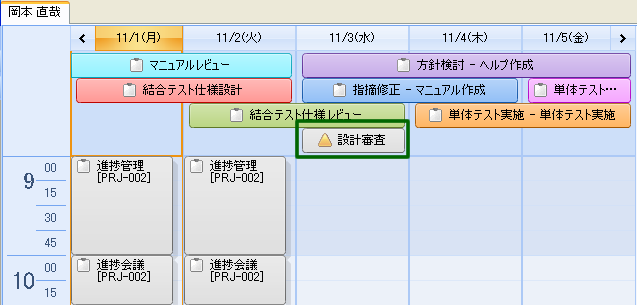 岡本 直哉
11/1(月) 11/2(火) 11/3(水) 11/4(木) 11/5(金)
マニュアルレビュー 方針検討 - ヘルプ作成
結合テスト仕様設計 指摘修正 - マニュアル作成 単体テスト…
結合テスト仕様レビュー 単体テスト実施 - 単体テスト実施
設計審査
9 00 進捗管理 進捗管理
[PRJ-002] [PRJ-002]
15
30
45
10 00 進捗会議 進捗会議
[PRJ-002] [PRJ-002]
15